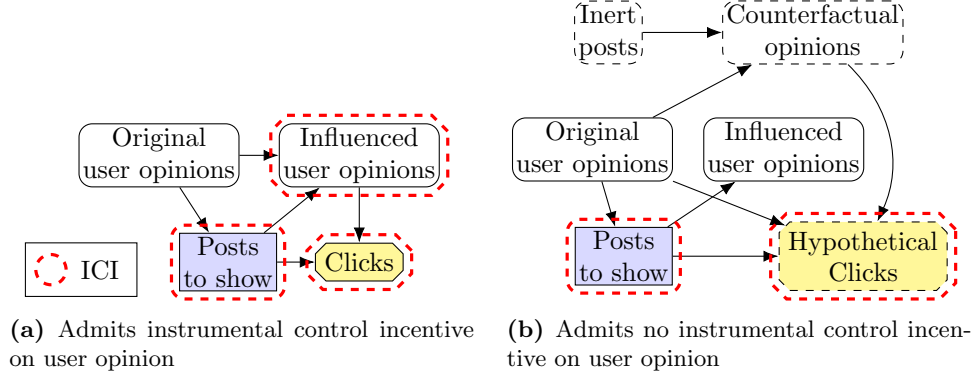 Original
user opinions
Influenced
user opinions
Posts
to show
Clicks
ICI
(a) Admits instrumental control incentive
on user opinion
Inert
posts
Counterfactual
opinions
Original
user opinions
Influenced
user opinions
Posts
to show
Hypothetical
Clicks
(b) Admits no instrumental control incen-
tive on user opinion